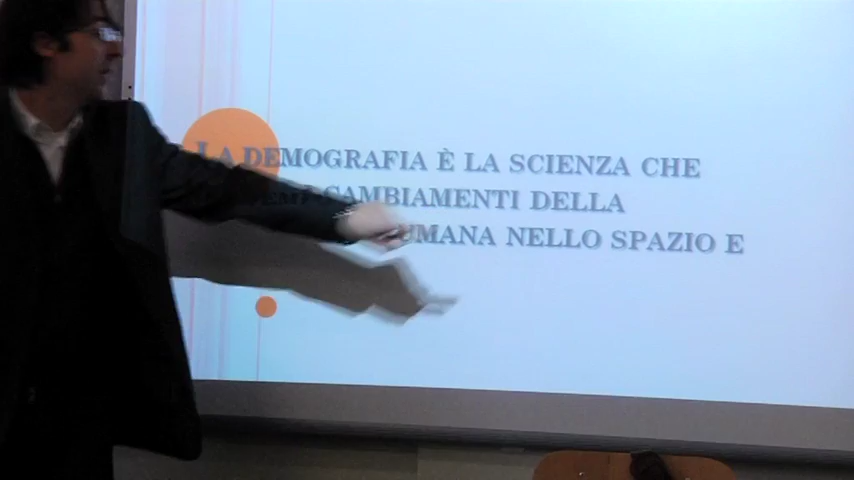 LA DEMOGRAFIA È LA SCIENZA CHE
CAMBIAMENTI DELLA
UMANA NELLO SPAZIO E